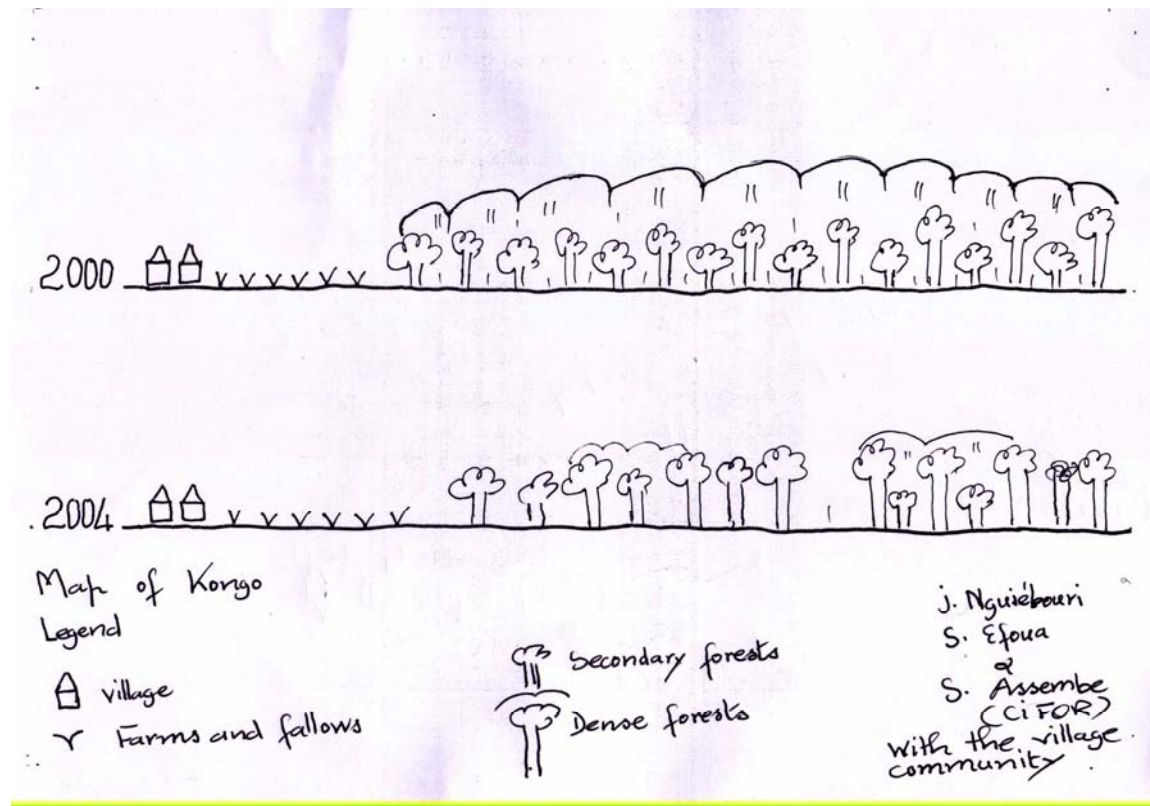 2000
2004
Map of Kongo
Legend
village
Farms and fallows
Secondary forests
Dense forests
J. Nguiébouri
S. Efoua
&
S. Assembe
(CiFOR)
With the village
community